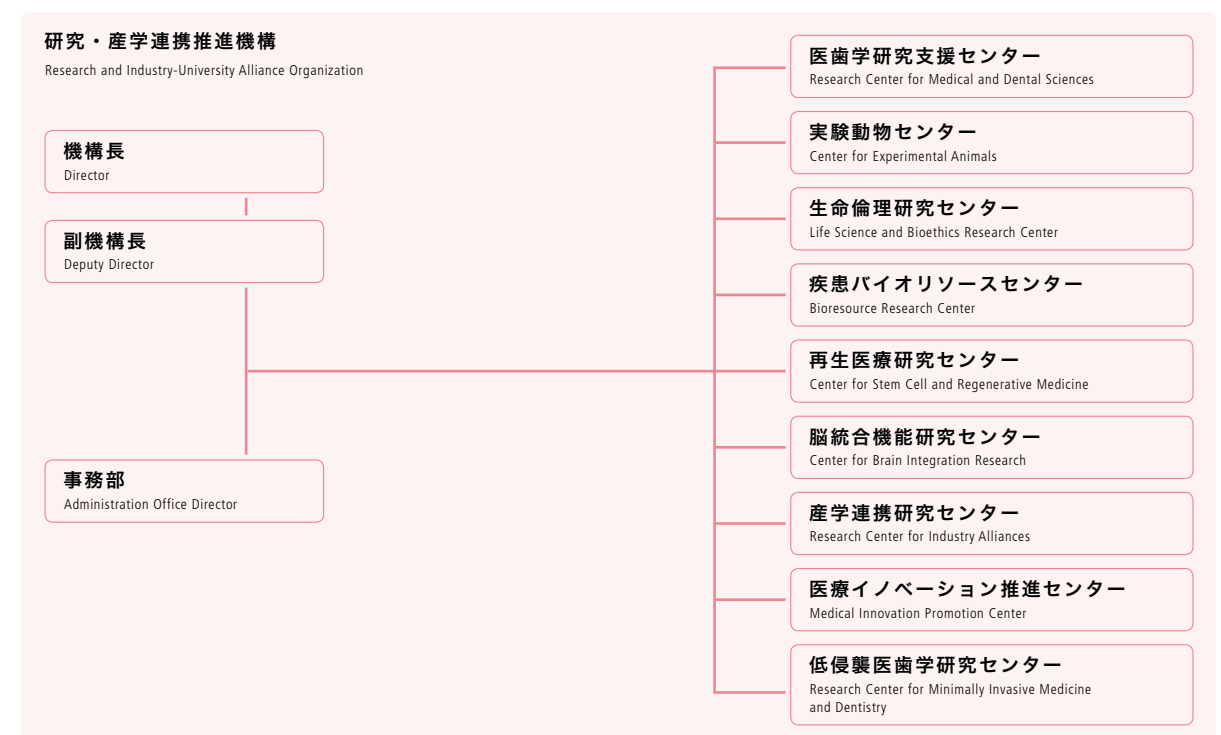 研究・産学連携推進機構
Research and Industry-University Alliance Organization
機構長
Director
副機構長
Deputy Director
事務部
Administration Office Director
医歯学研究支援センター
Research Center for Medical and Dental Sciences
実験動物センター
Center for Experimental Animals
生命倫理研究センター
Life Science and Bioethics Research Center
疾患バイオリソースセンター
Bioresource Research Center
再生医療研究センター
Center for Stem Cell and Regenerative Medicine
脳統合機能研究センター
Center for Brain Integration Research
産学連携研究センター
Research Center for Industry Alliances
医療イノベーション推進センター
Medical Innovation Promotion Center
低侵襲医歯学研究センター
Research Center for Minimally Invasive Medicine
and Dentistry